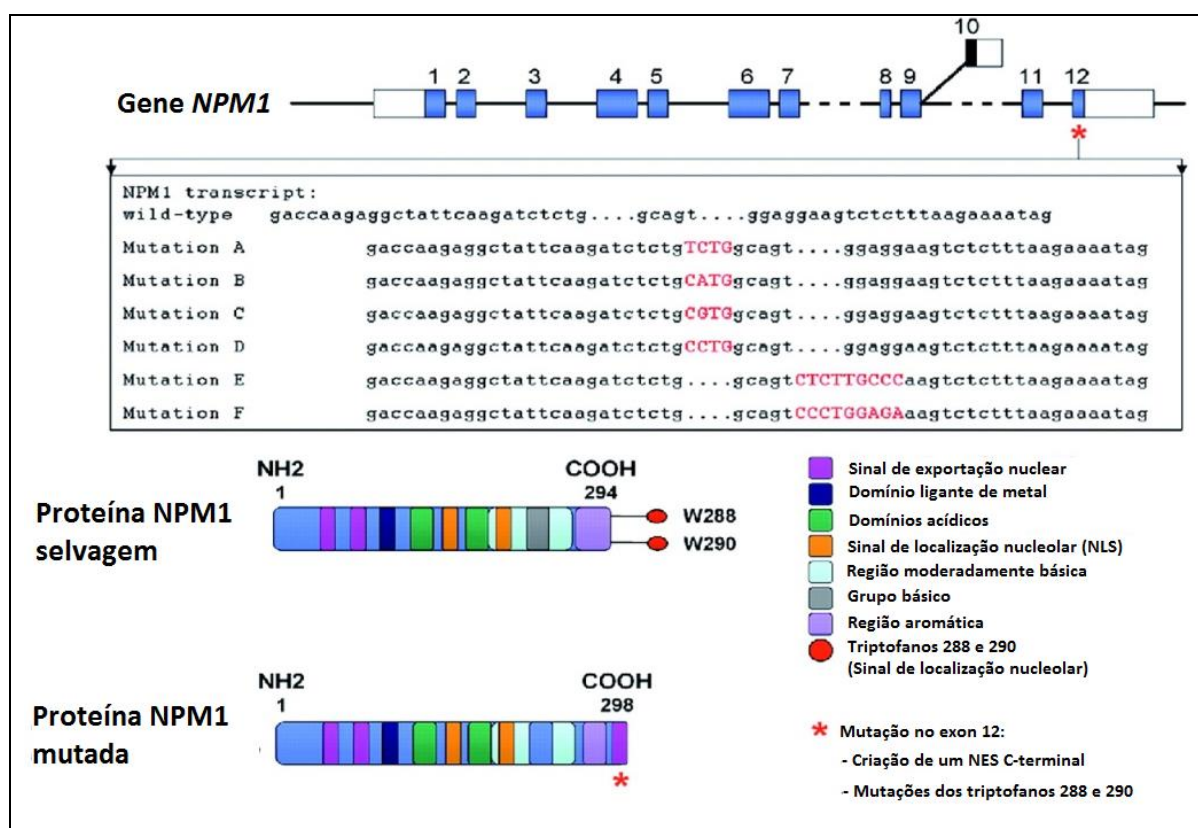 10
1 2 3 4 5 6 7 8 9 11 12
Gene NPM1
*
NPM1 transcript:
wild-type gaccaagaggctattcaagatctctg....gcagt....ggaggaagtctctttaagaaaatag
Mutation A gaccaagaggctattcaagatctctgTCTGgcagt....ggaggaagtctctttaagaaaatag
Mutation B gaccaagaggctattcaagatctctgCATGgcagt....ggaggaagtctctttaagaaaatag
Mutation C gaccaagaggctattcaagatctctgCGTGgcagt....ggaggaagtctctttaagaaaatag
Mutation D gaccaagaggctattcaagatctctgCCTGgcagt....ggaggaagtctctttaagaaaatag
Mutation E gaccaagaggctattcaagatctctg....gcagtCTCTTGCCCaagtctctttaagaaaatag
Mutation F gaccaagaggctattcaagatctctg....gcagtCCCTGGAGAaagtctctttaagaaaatag
NH2 COOH
1 294
Proteína NPM1
selvagem
W288
W290
Sinal de exportação nuclear
Domínio ligante de metal
Domínios acídicos
Sinal de localização nucleolar (NLS)
Região moderadamente básica
Grupo básico
Região aromática
Triptofanos 288 e 290
(Sinal de localização nucleolar)
NH2 COOH
1 298
Proteína NPM1
mutada
*
* Mutação no exon 12:
- Criação de um NES C-terminal
- Mutações dos triptofanos 288 e 290